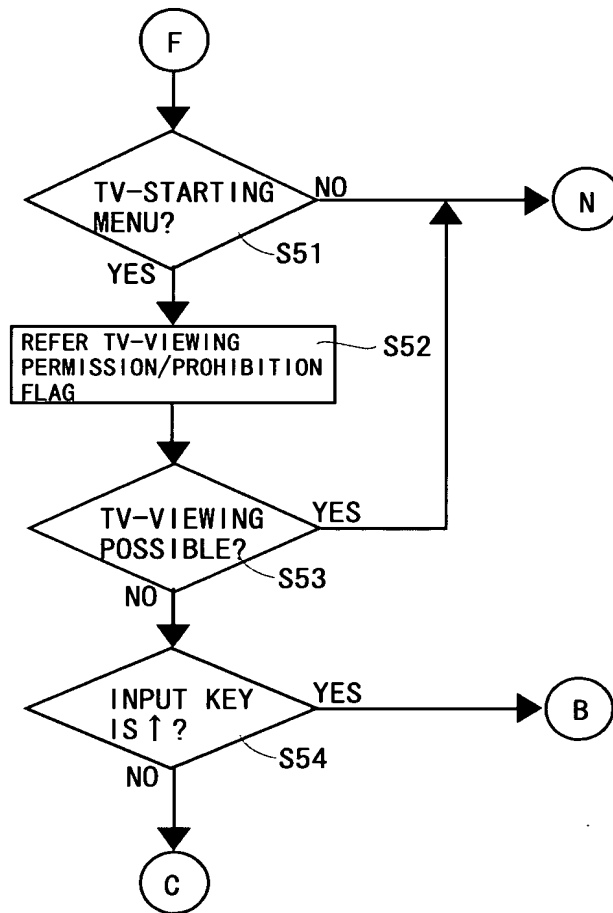 F
TV-STARTING
MENU?
NO
N
S51
YES
REFER TV-VIEWING
PERMISSION/PROHIBITION
FLAG
S52
TV-VIEWING
POSSIBLE?
YES
S53
NO
INPUT KEY
IS↑?
YES
B
S54
NO
C